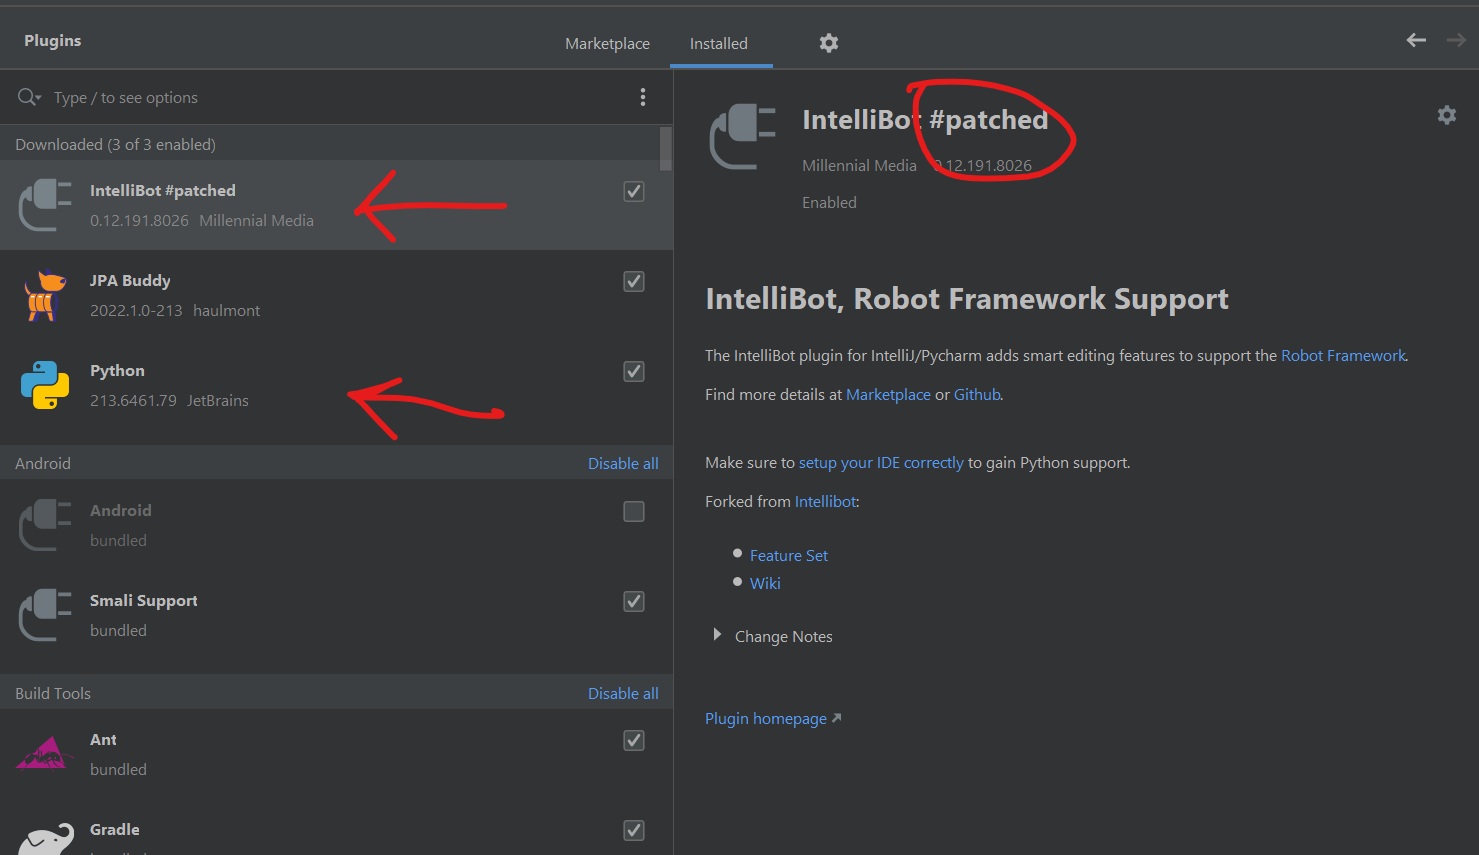 Plugins
Marketplace
Installed
Type / to see options
Downloaded (3 of 3 enabled)
IntelliBot #patched
0.12.191.8026 Millennial Media
JPA Buddy
2022.1.0-213 haulmont
Python
213.6461.79 JetBrains
Android
Disable all
Android
bundled
Smali Support
bundled
Build Tools
Disable all
Ant
bundled
Gradle
IntelliBot #patched
Millennial Media 0.12.191.8026
Enabled
IntelliBot, Robot Framework Support
The IntelliBot plugin for IntelliJ/Pycharm adds smart editing features to support the Robot Framework.
Find more details at Marketplace or Github.
Make sure to setup your IDE correctly to gain Python support.
Forked from Intellibot:
Feature Set
Wiki
Change Notes
Plugin homepage